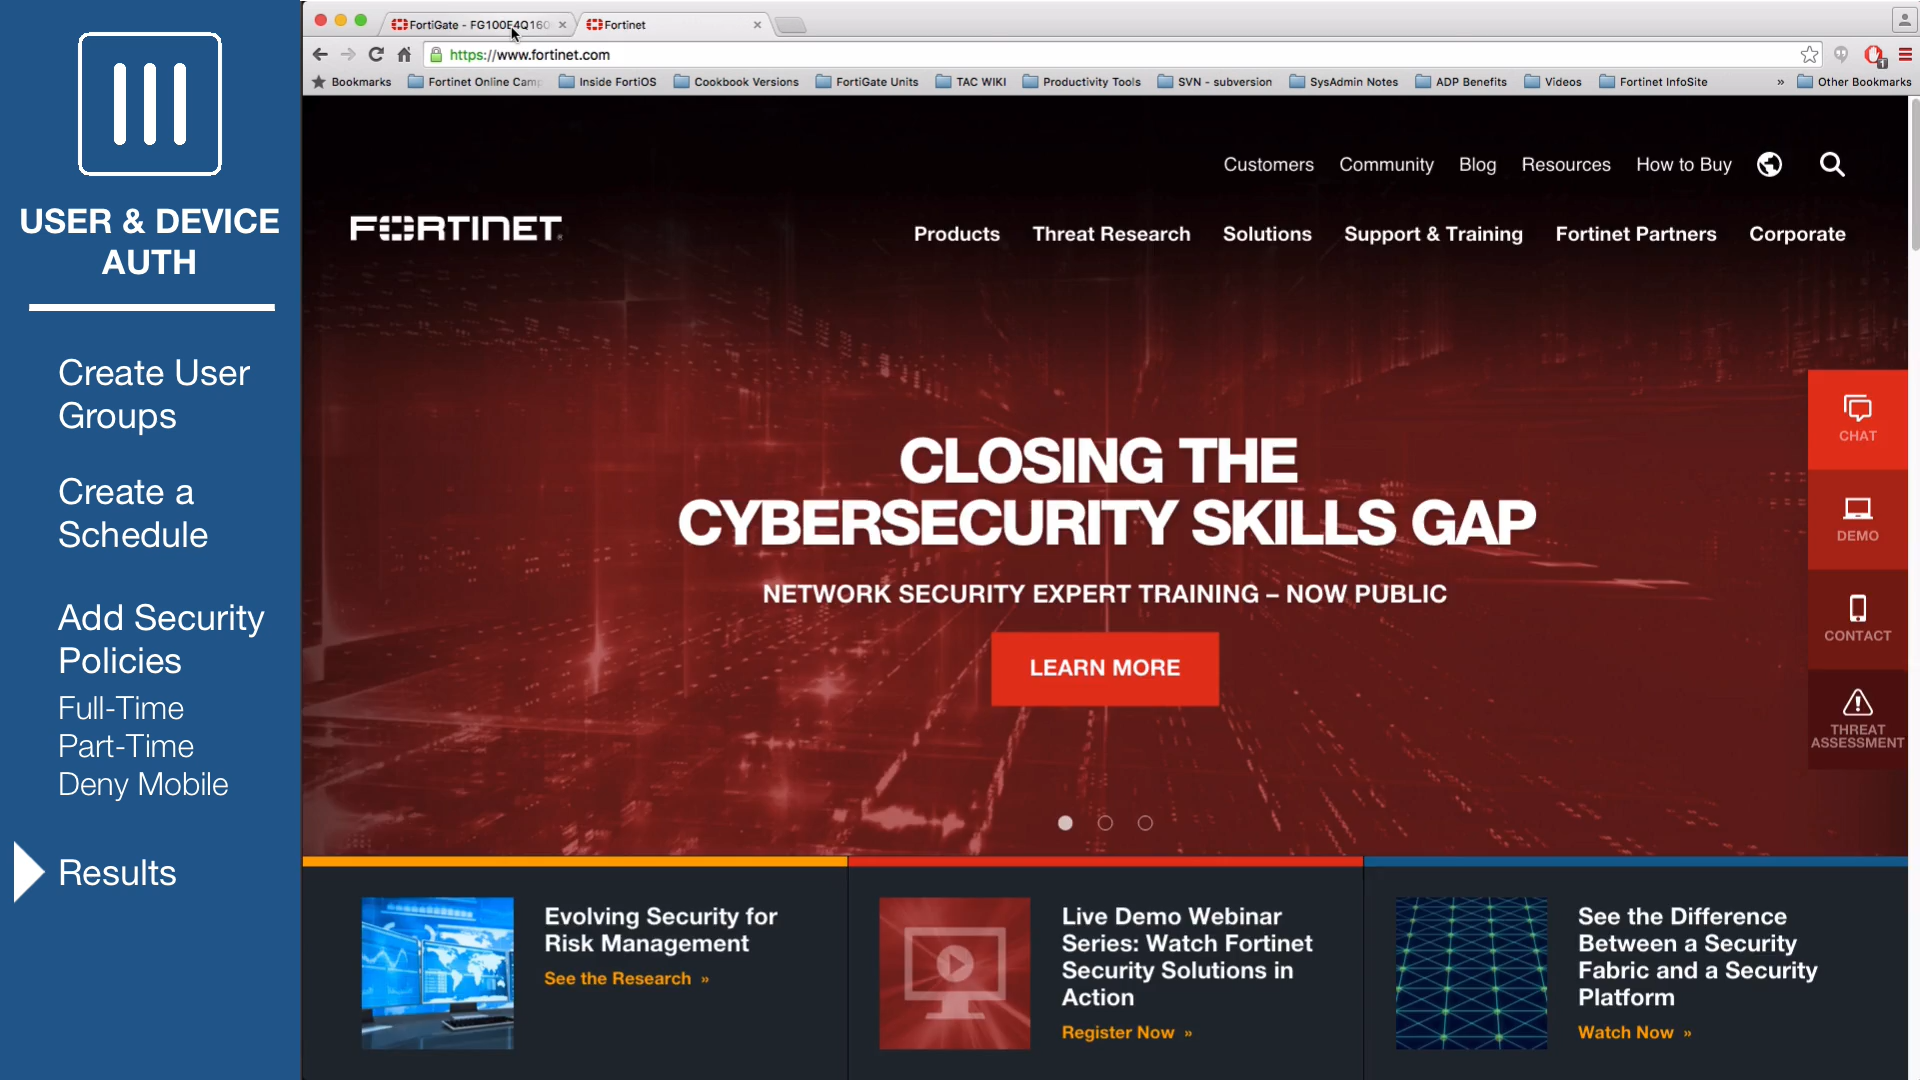 USER & DEVICE
AUTH
Create User
Groups
Create a
Schedule
Add Security
Policies
Full-Time
Part-Time
Deny Mobile
Results
FortiGate - FG100E4Q160
Fortinet
https://www.fortinet.com
1
Bookmarks
Fortinet Online Camp
Inside FortiOS
Cookbook Versions
FortiGate Units
TAC WIKI
Productivity Tools
SVN - subversion
SysAdmin Notes
ADP Benefits
Videos
Fortinet InfoSite
»
Other Bookmarks
Customers
Community
Blog
Resources
How to Buy
FORTINET
Products
Threat Research
Solutions
Support & Training
Fortinet Partners
Corporate
CLOSING THE
CYBERSECURITY SKILLS GAP
NETWORK SECURITY EXPERT TRAINING – NOW PUBLIC
LEARN MORE
CHAT
DEMO
CONTACT
THREAT
ASSESSMENT
Evolving Security for
Risk Management
See the Research »
Live Demo Webinar
Series: Watch Fortinet
Security Solutions in
Action
Register Now »
See the Difference
Between a Security
Fabric and a Security
Platform
Watch Now »